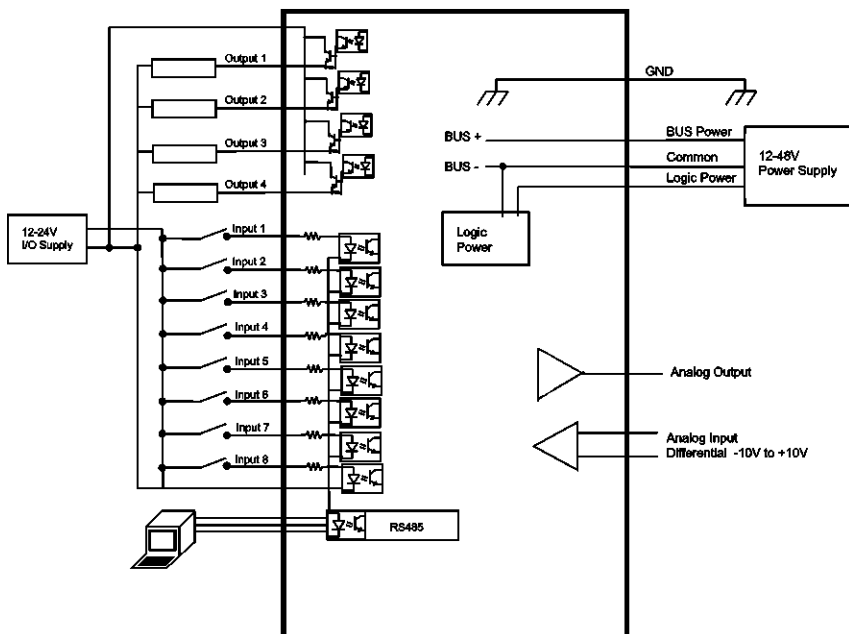 Output 1
Output 2
Output 3
Output 4
12-24V
I/O Supply
Input 1
Input 2
Input 3
Input 4
Input 5
Input 6
Input 7
Input 8
RS485
GND
BUS +
BUS Power
BUS -
Common
Logic Power
12-48V
Power Supply
Logic
Power
Analog Output
Analog Input
Differential -10V to +10V